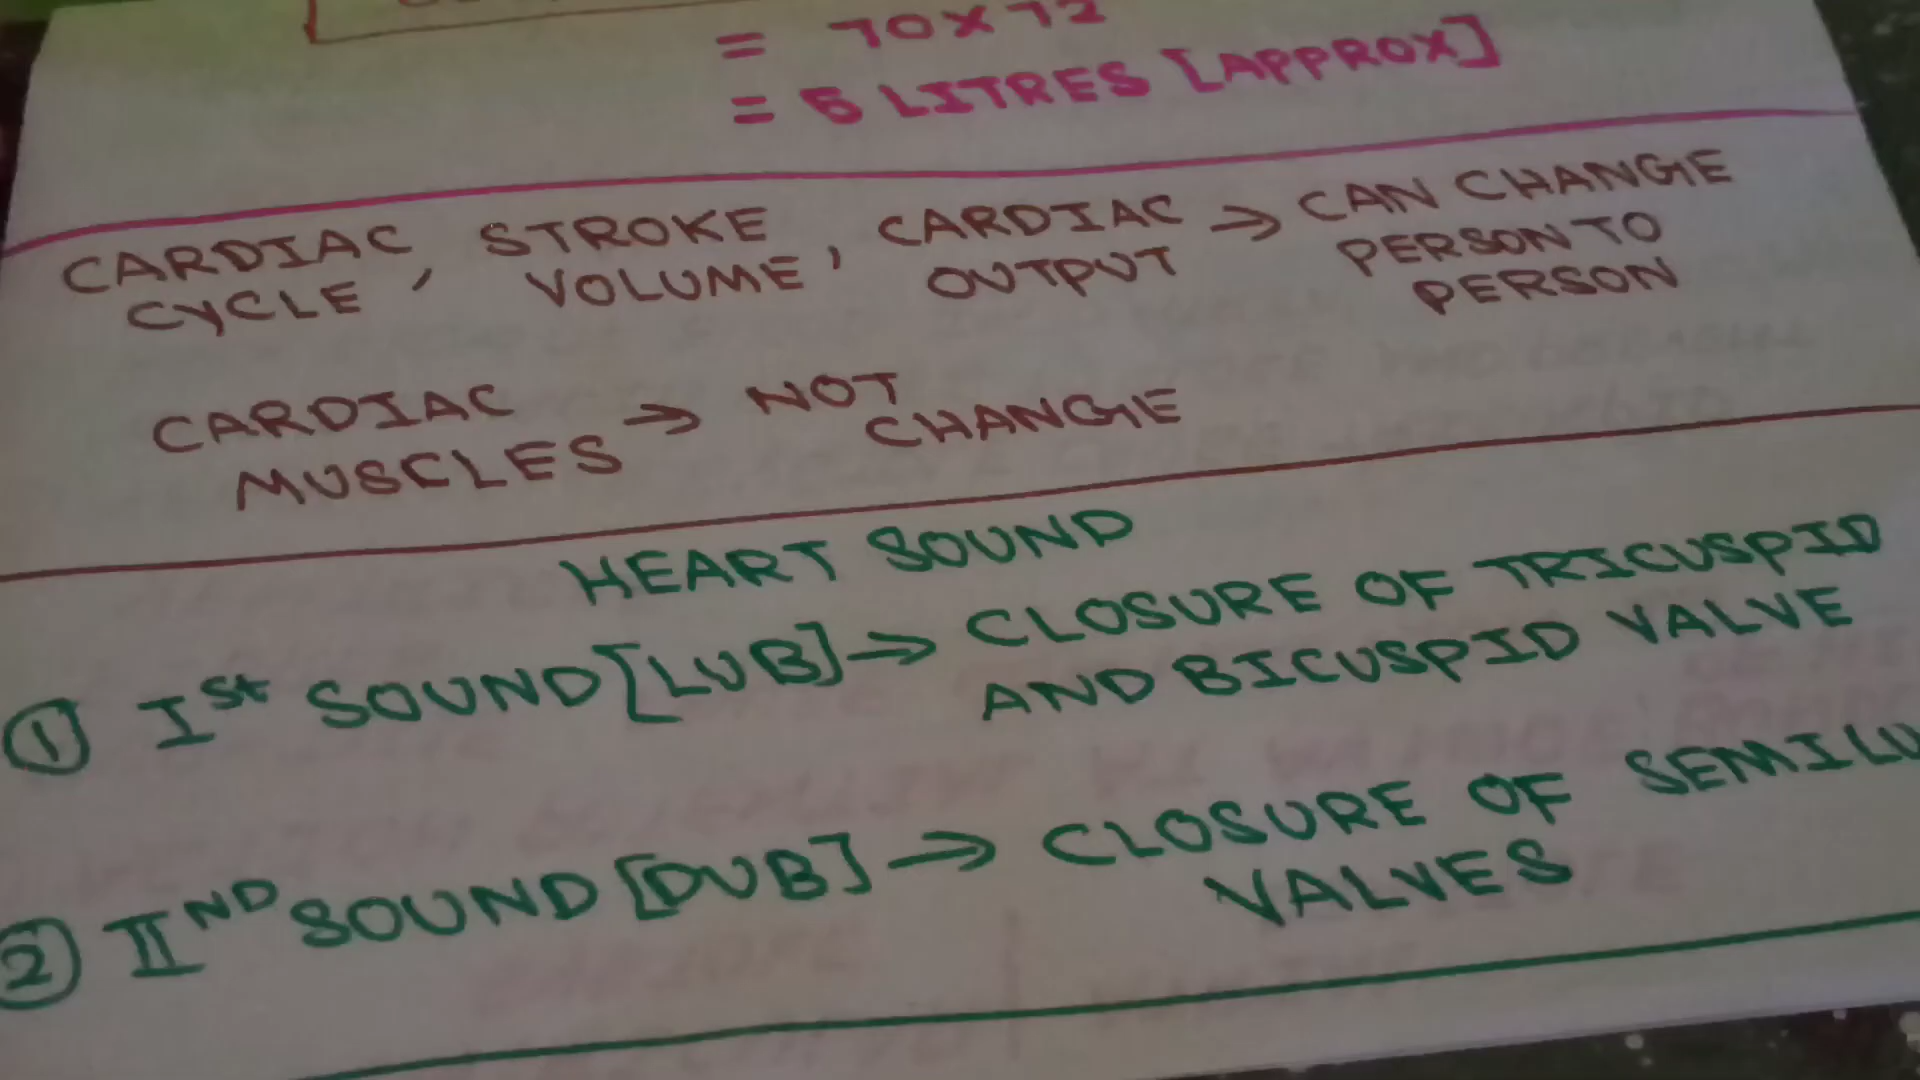 = 70 X 72
= 5 LITRES [APPROX]
CARDIAC CYCLE, STROKE VOLUME, CARDIAC OUTPUT → CAN CHANGE PERSON TO PERSON
CARDIAC MUSCLES → NOT CHANGE
HEART SOUND
① Ist SOUND [LUB] → CLOSURE OF TRICUSPID
AND BICUSPID VALVE
② IIND SOUND [DUB] → CLOSURE OF SEMILU
VALVES